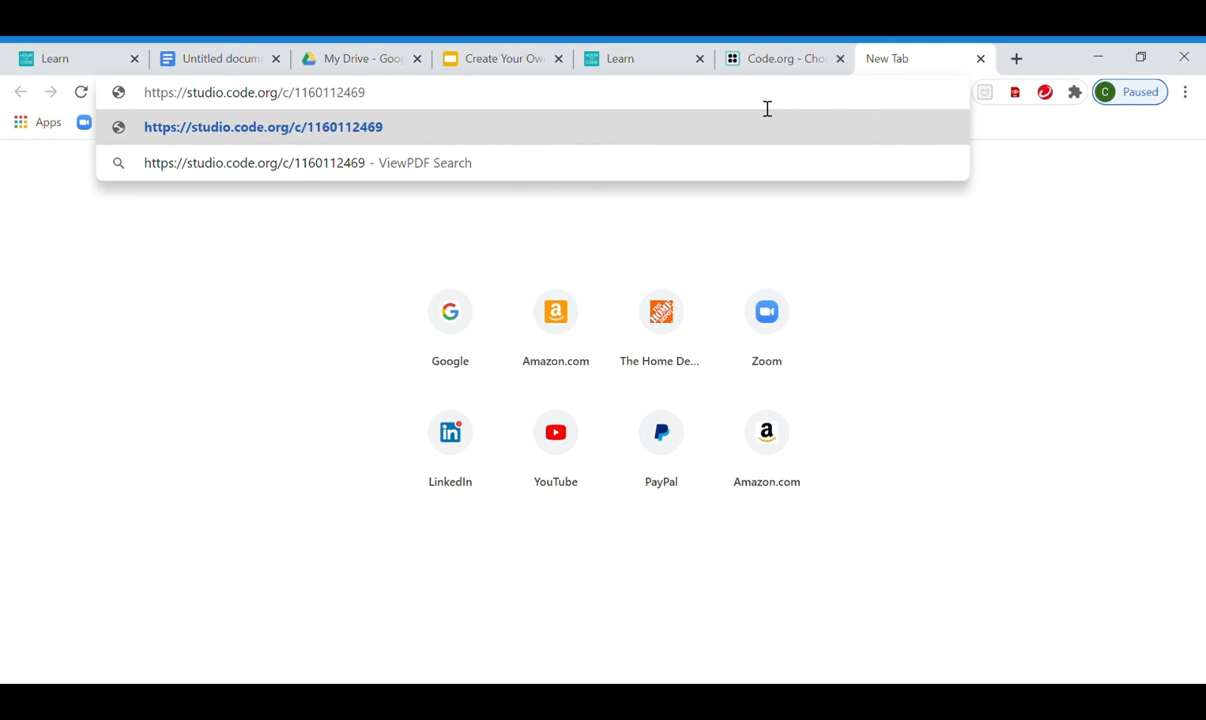 Learn
Untitled docum
My Drive - Goog
Create Your Own
Learn
Code.org - Cho
New Tab
https://studio.code.org/c/1160112469
C Paused
Apps
https://studio.code.org/c/1160112469
https://studio.code.org/c/1160112469 - ViewPDF Search
Google
Amazon.com
The Home De...
Zoom
LinkedIn
YouTube
PayPal
Amazon.com